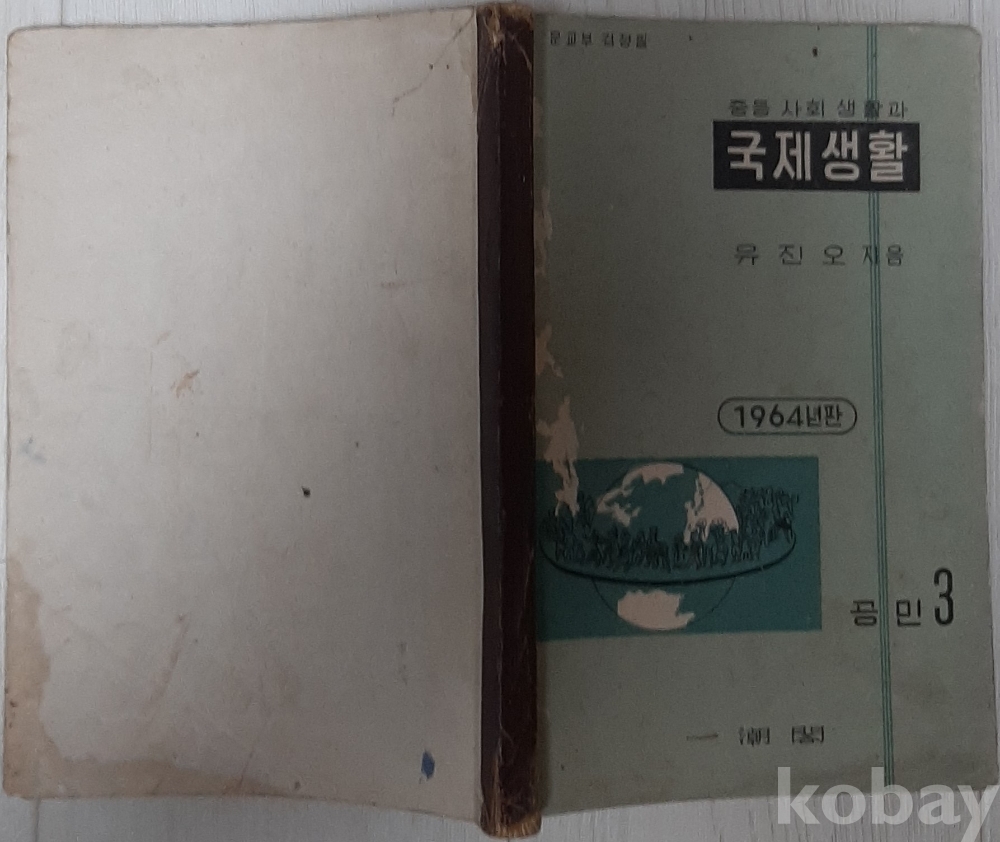 문교부 검정필
중등 사회 생활과
국제생활
유진오 지음
1964년판
공민 3
一潮閣
kobay